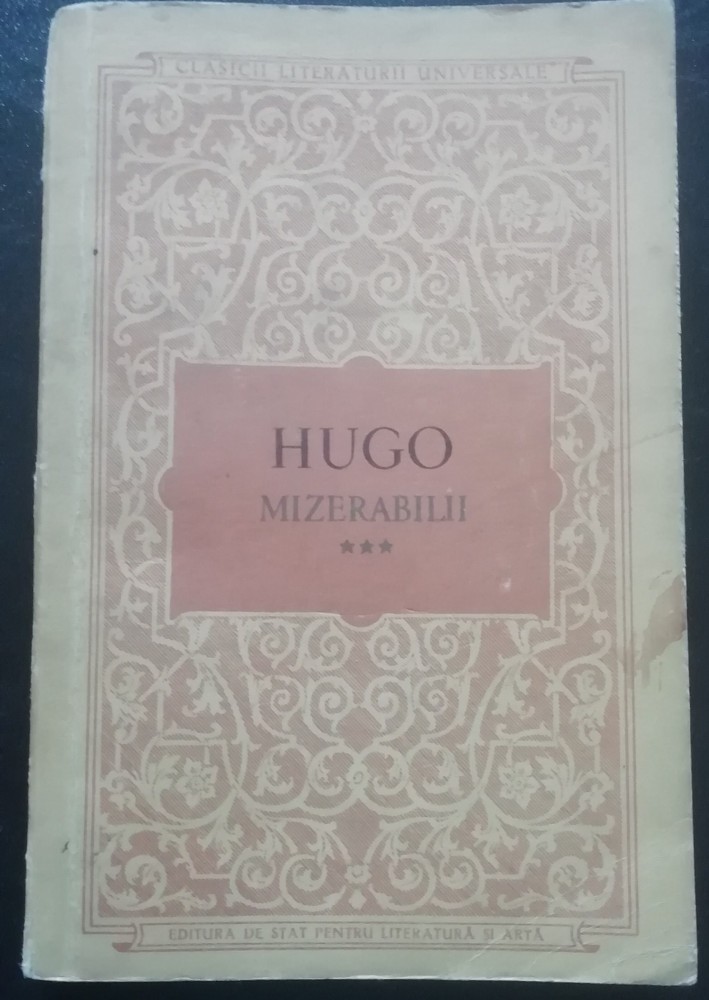 CLASICII LITERATURII UNIVERSALE
HUGO
MIZERABILII
★★★
EDITURA DE STAT PENTRU LITERATURĂ ȘI ARTĂ